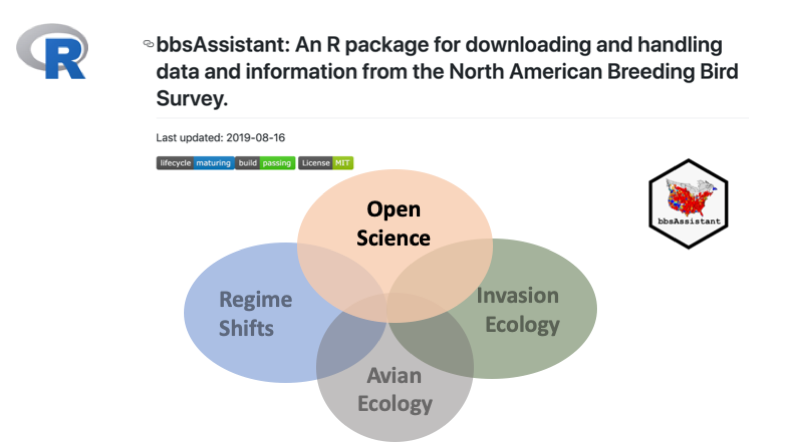 R
bbsAssistant: An R package for downloading and handling
data and information from the North American Breeding Bird
Survey.
Last updated: 2019-08-16
lifecycle maturing build passing License MIT
bbsAssistant
Open
Science
Regime
Shifts
Invasion
Ecology
Avian
Ecology